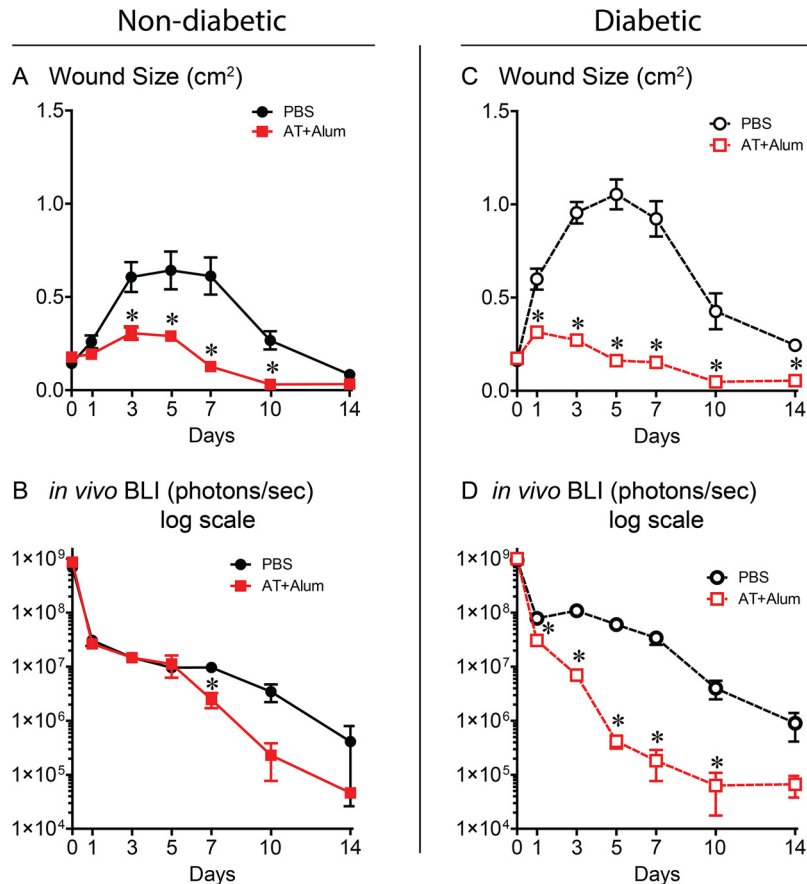 Non-diabetic
Diabetic
A Wound Size (cm²)
1.5
1.0
0.5
0.0
PBS
AT+Alum
*
*
*
*
0 1 3 5 7 10 14
Days
B in vivo BLI (photons/sec)
log scale
1×10⁹
1×10⁸
1×10⁷
1×10⁶
1×10⁵
1×10⁴
PBS
AT+Alum
*
0 1 3 5 7 10 14
Days
C Wound Size (cm²)
1.5
1.0
0.5
0.0
PBS
AT+Alum
*
*
*
*
*
*
0 1 3 5 7 10 14
Days
D in vivo BLI (photons/sec)
log scale
1×10⁹
1×10⁸
1×10⁷
1×10⁶
1×10⁵
1×10⁴
PBS
AT+Alum
*
*
*
*
*
0 1 3 5 7 10 14
Days